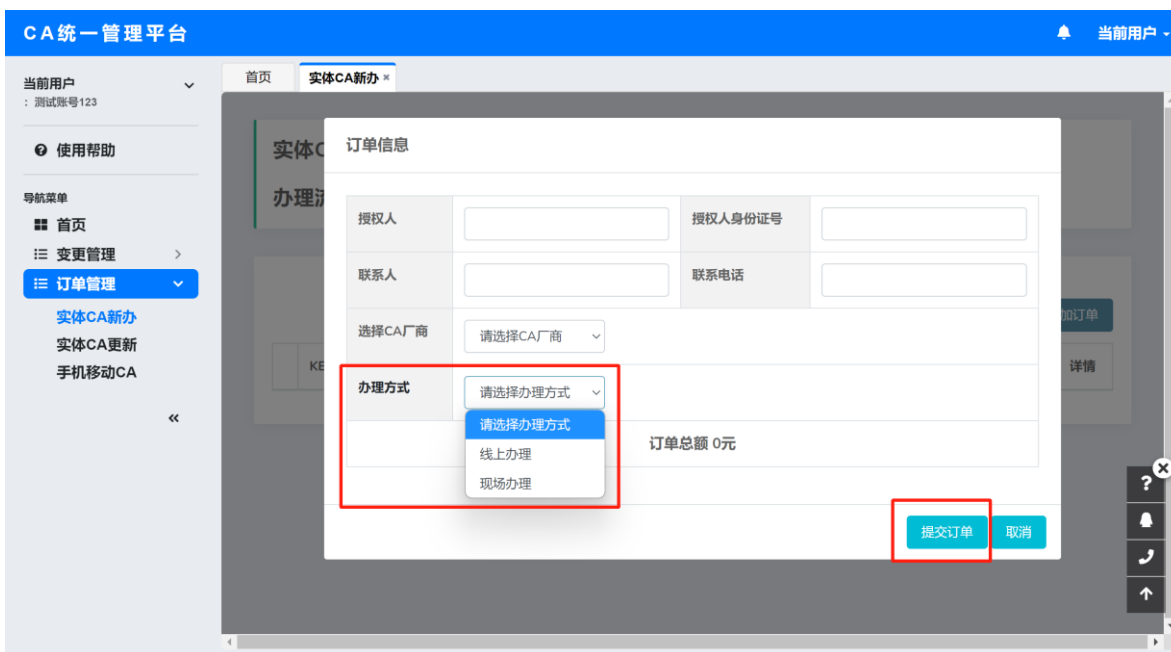 CA统一管理平台
当前用户
当前用户
: 测试账号123
使用帮助
导航菜单
首页
变更管理
订单管理
实体CA新办
实体CA更新
手机移动CA
首页 实体CA新办 ×
实体C
办理
加订单
KE 详情
订单信息
授权人 授权人身份证号
联系人 联系电话
选择CA厂商 请选择CA厂商
办理方式 请选择办理方式
请选择办理方式
线上办理
现场办理
订单总额 0元
提交订单 取消